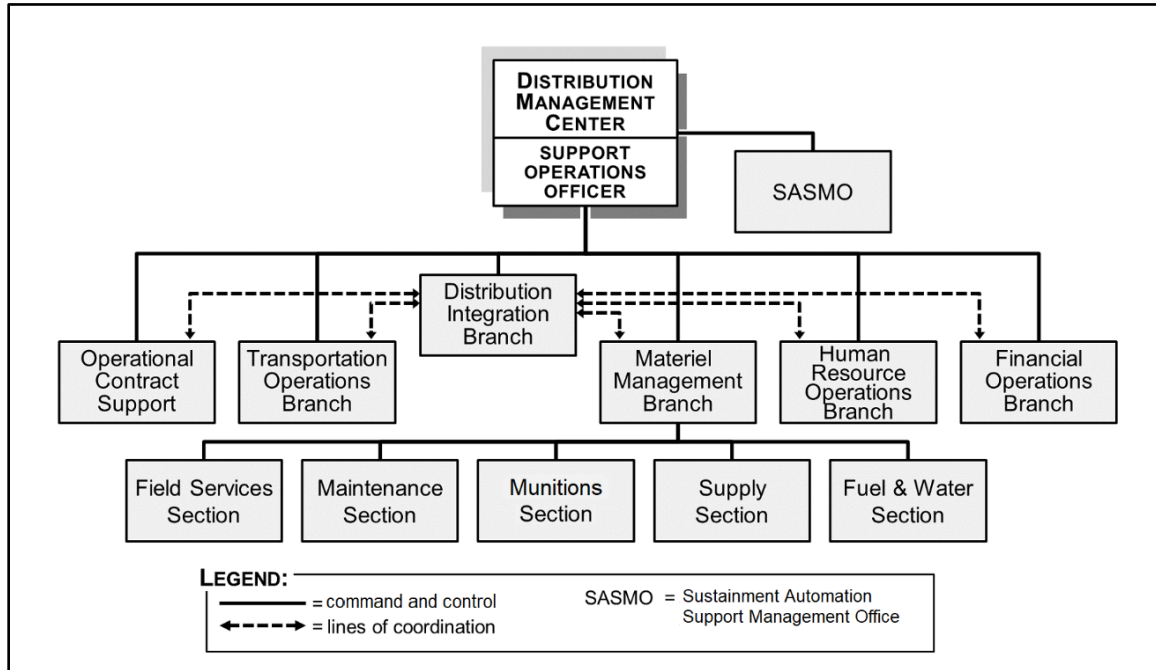 DISTRIBUTION
MANAGEMENT
CENTER
SUPPORT
OPERATIONS
OFFICER
SASMO
Distribution
Integration
Branch
Operational
Contract
Support
Transportation
Operations
Branch
Materiel
Management
Branch
Human
Resource
Operations
Branch
Financial
Operations
Branch
Field Services
Section
Maintenance
Section
Munitions
Section
Supply
Section
Fuel & Water
Section
LEGEND:
= command and control
= lines of coordination
SASMO = Sustainment Automation
Support Management Office